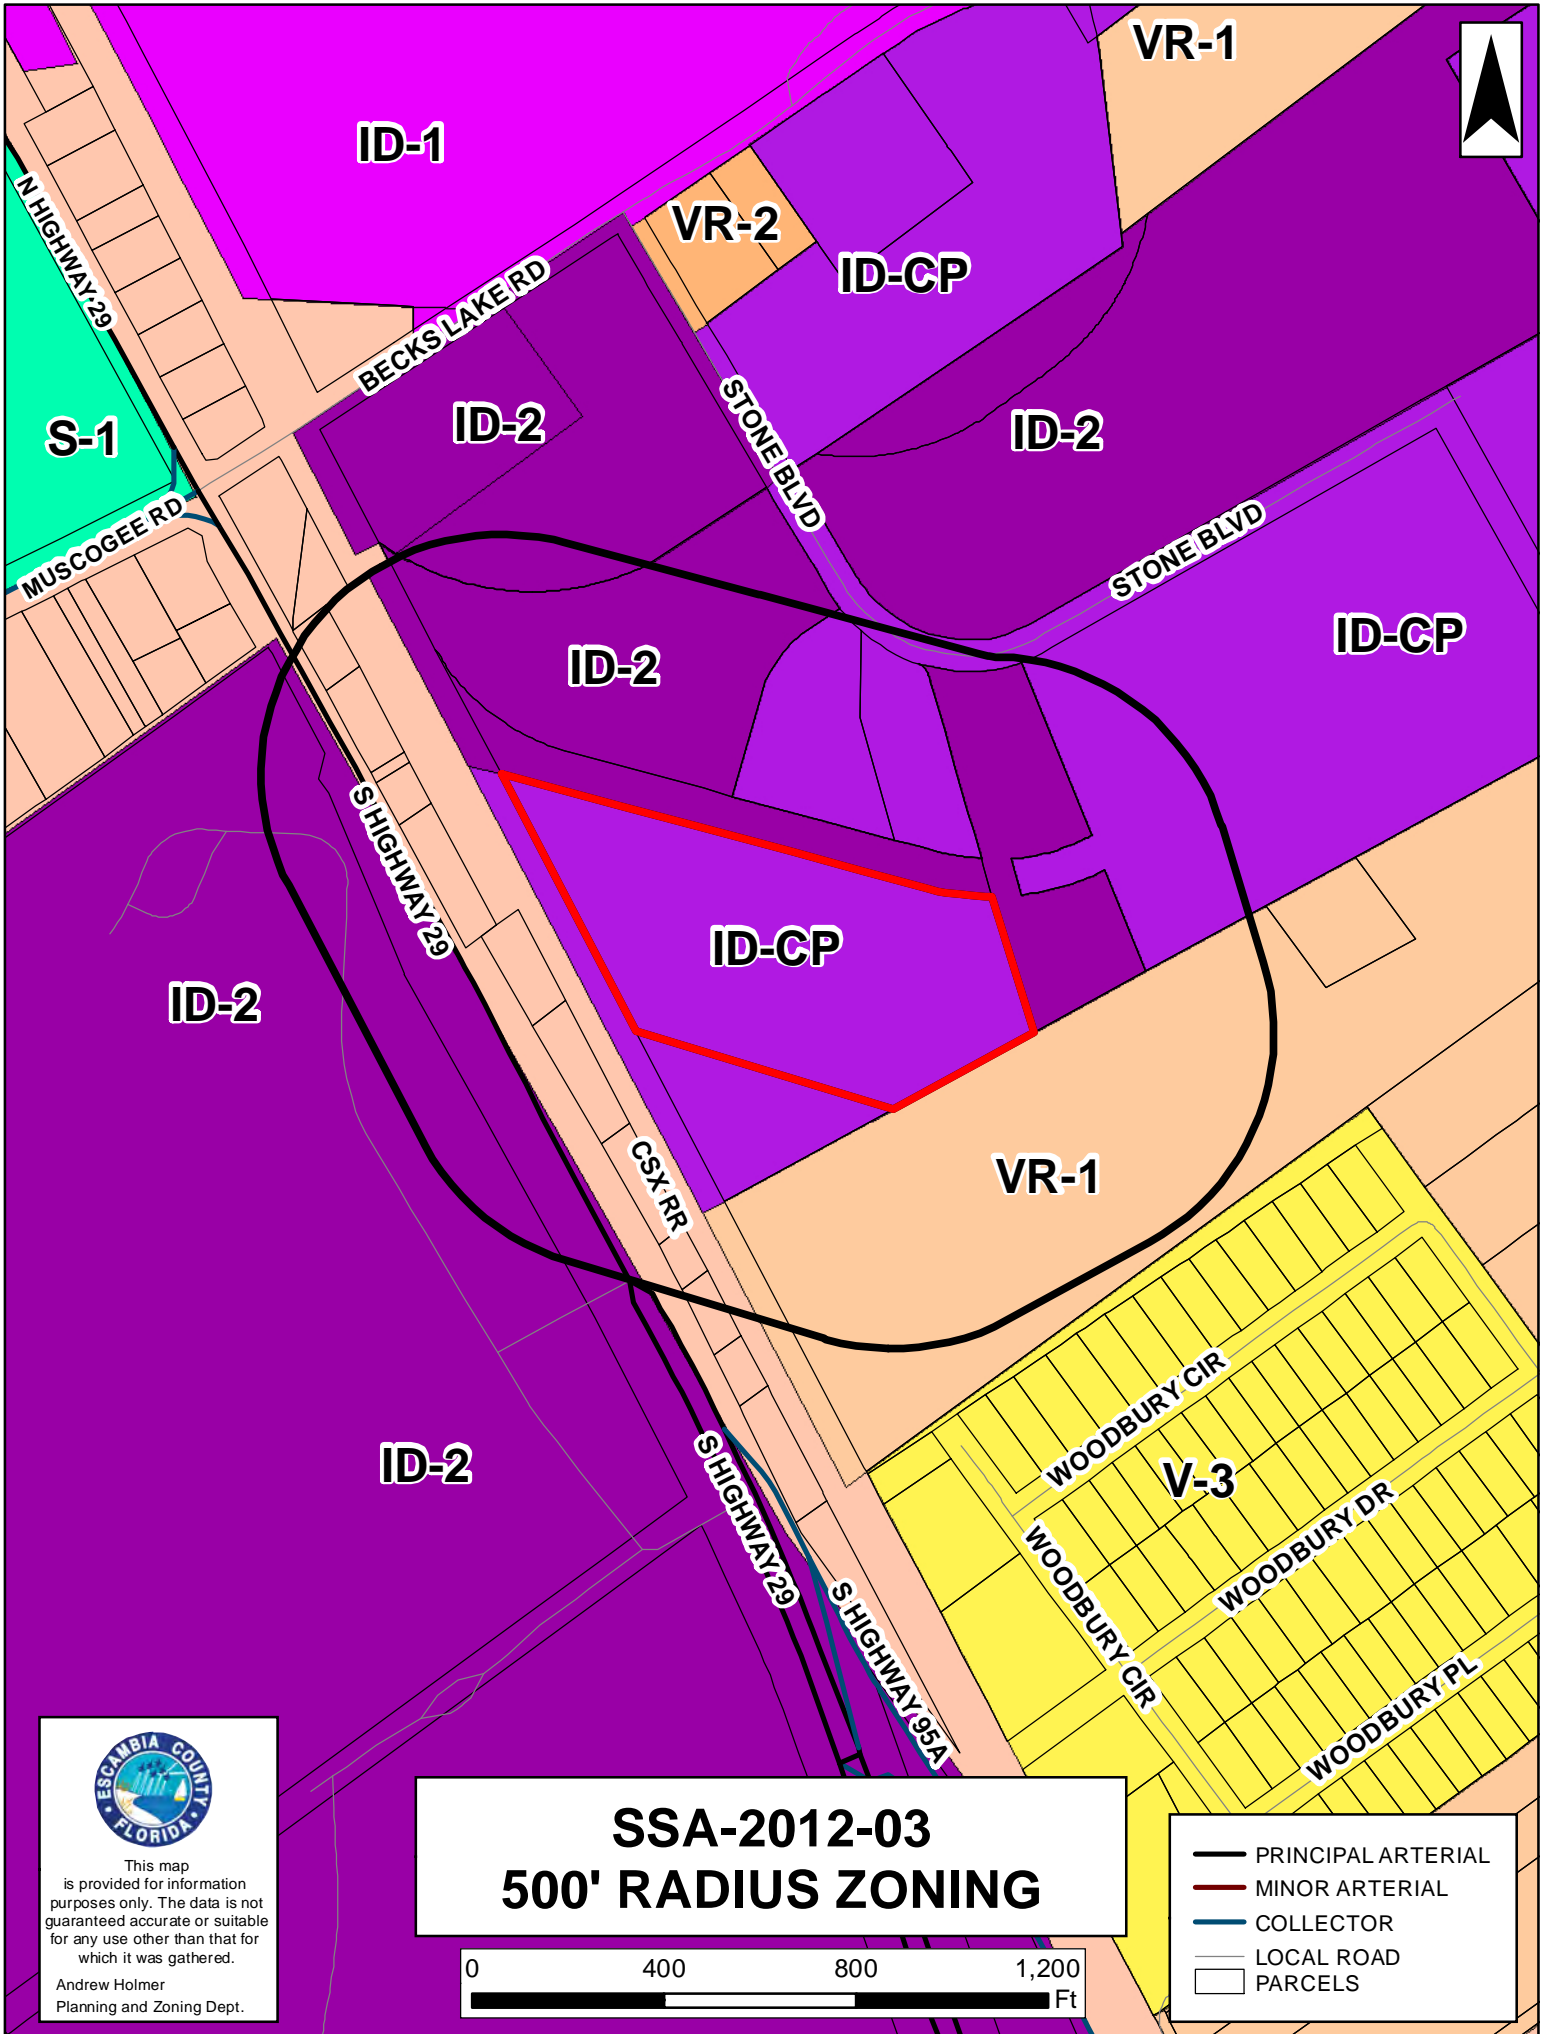 VR-1
ID-1
N HIGHWAY 29
VR-2
ID-CP
BECKS LAKE RD
STONE BLVD
S-1
ID-2
ID-2
MUSCOGEE RD
STONE BLVD
ID-CP
ID-2
S HIGHWAY 29
ID-CP
ID-2
CSX RR
VR-1
WOODBURY CIR
ID-2
V-3
S HIGHWAY 29
WOODBURY DR
WOODBURY CIR
S HIGHWAY 95A
WOODBURY PL
ESCAMBIA COUNTY
FLORIDA
This map
is provided for information
purposes only. The data is not
guaranteed accurate or suitable
for any use other than that for
which it was gathered.
Andrew Holmer
Planning and Zoning Dept.
SSA-2012-03
500' RADIUS ZONING
0 400 800 1,200
Ft
PRINCIPAL ARTERIAL
MINOR ARTERIAL
COLLECTOR
LOCAL ROAD
PARCELS